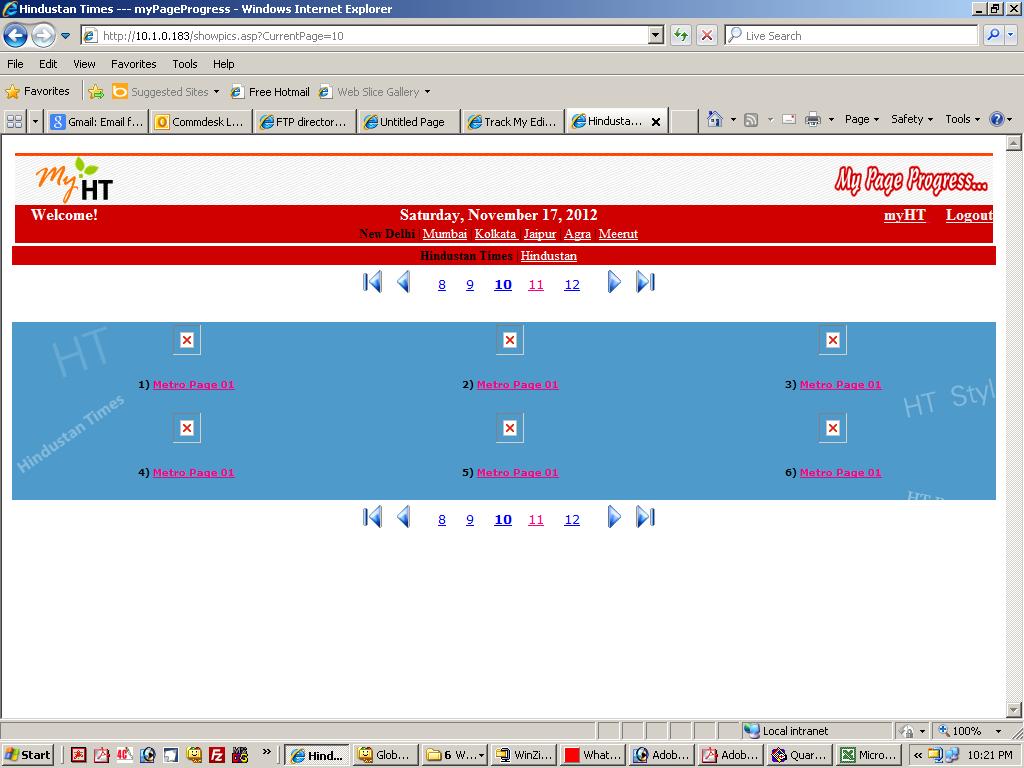 Hindustan Times --- myPageProgress - Windows Internet Explorer
http://10.1.0.183/showpics.asp?CurrentPage=10
Live Search
File Edit View Favorites Tools Help
Favorites Suggested Sites Free Hotmail Web Slice Gallery
Gmail: Email f... Commdesk L... FTP director... Untitled Page Track My Edi... Hindusta... Page Safety Tools
My HT My Page Progress...
Welcome! Saturday, November 17, 2012 myHT Logout
New Delhi | Mumbai | Kolkata | Jaipur | Agra | Meerut
Hindustan Times | Hindustan
8 9 10 11 12
HT
1) Metro Page 01 2) Metro Page 01 3) Metro Page 01
Hindustan Times HT Styl
4) Metro Page 01 5) Metro Page 01 6) Metro Page 01
8 9 10 11 12
Local intranet 100%
Start Hind... Glob... 6 W... WinZi... What... Adob... Adob... Quar... Micro... 10:21 PM